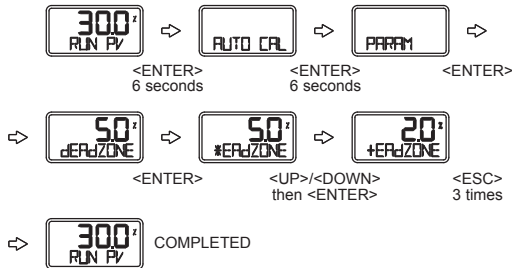 30.0 %
RUN PV
AUTO CAL
PARAM
<ENTER>
6 seconds
<ENTER>
6 seconds
<ENTER>
5.0 %
dEAdZONE
5.0 %
*EAdZONE
2.0 %
+EAdZONE
<ENTER>
<UP>/<DOWN>
then <ENTER>
<ESC>
3 times
30.0 %
RUN PV
COMPLETED